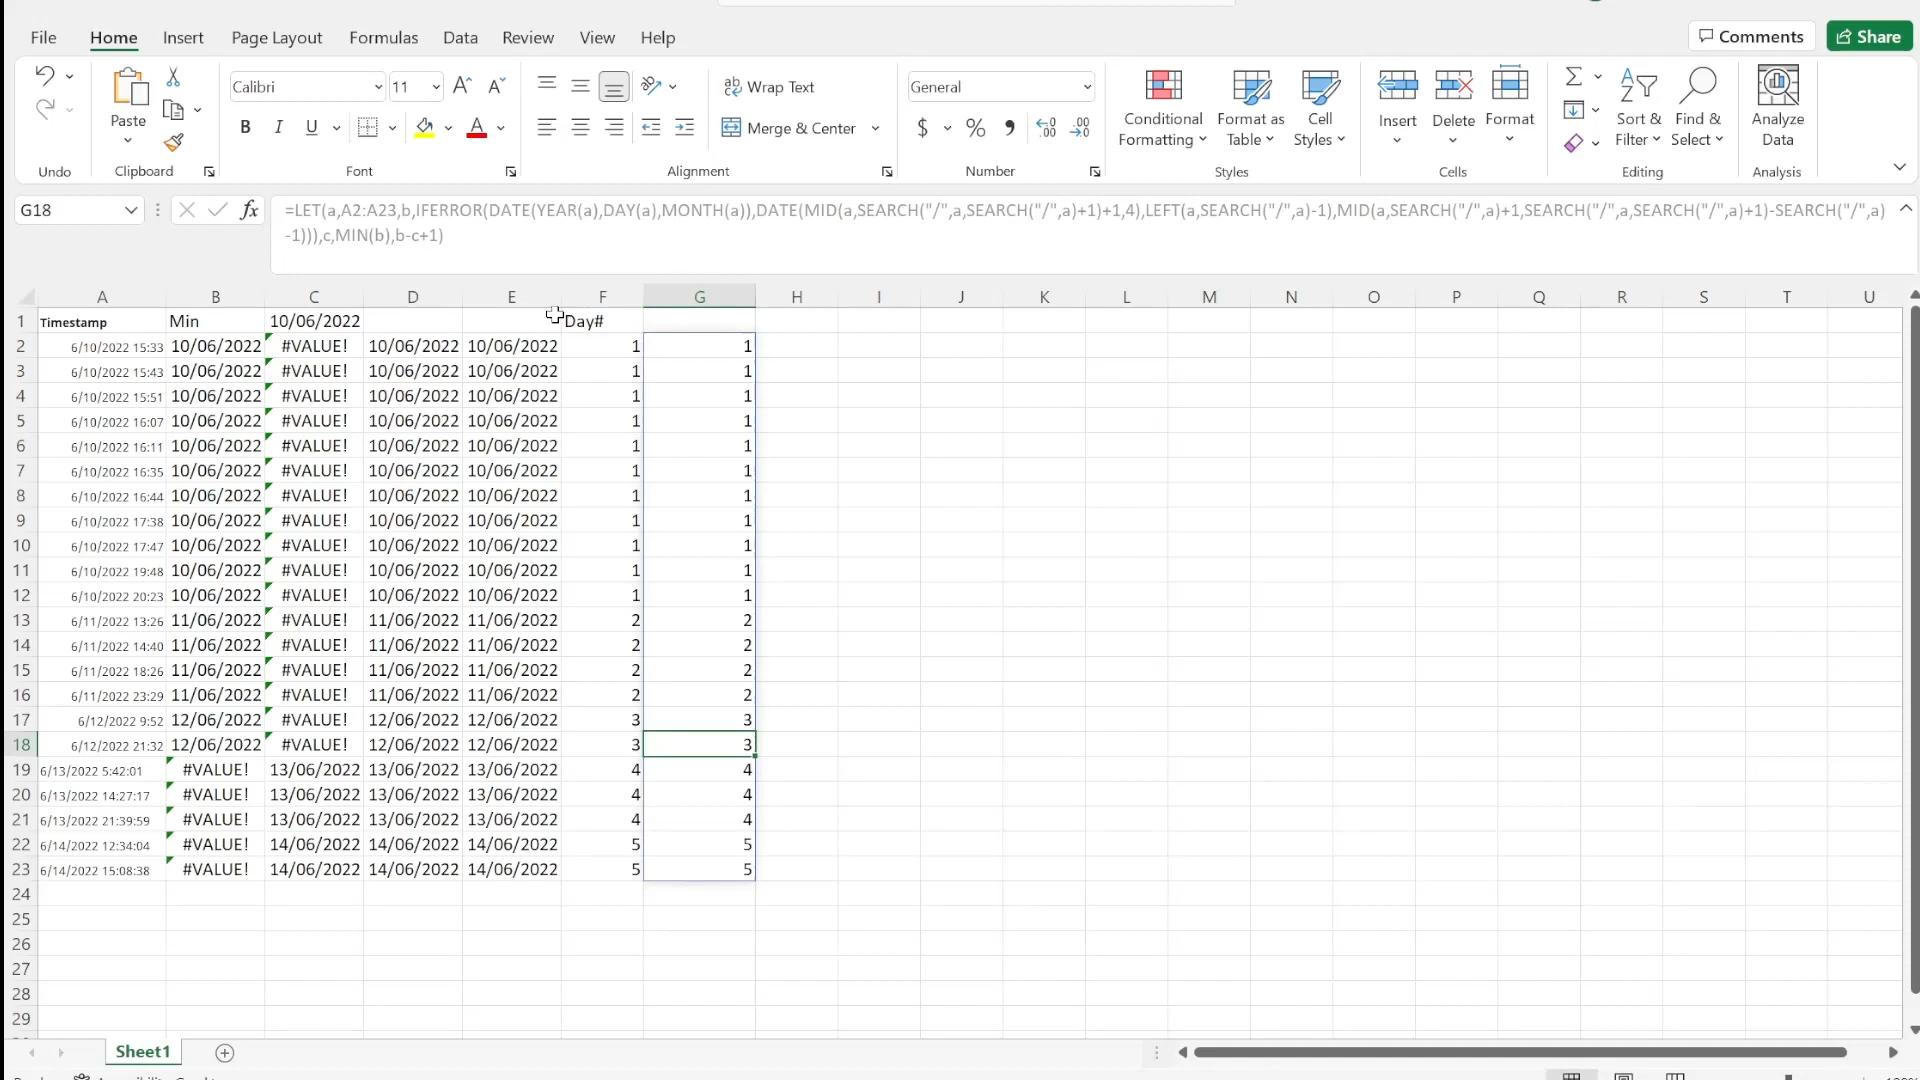 File Home Insert Page Layout Formulas Data Review View Help Comments Share
Calibri 11 Wrap Text General
Paste Conditional Formatting Format as Table Cell Styles Insert Delete Format Sort & Filter Find & Select Analyze Data
B I U A Merge & Center $ % 9
Undo Clipboard Font Alignment Number Styles Cells Editing Analysis
G18 fx =LET(a,A2:A23,b,IFERROR(DATE(YEAR(a),DAY(a),MONTH(a)),DATE(MID(a,SEARCH("/",a,SEARCH("/",a)+1)+1,4),LEFT(a,SEARCH("/",a)-1),MID(a,SEARCH("/",a)+1,SEARCH("/",a,SEARCH("/",a)+1)-SEARCH("/",a)
-1))),c,MIN(b),b-c+1)
A B C D E F G H I J K L M N O P Q R S T U
1 Timestamp Min 10/06/2022 Day#
2 6/10/2022 15:33 10/06/2022 #VALUE! 10/06/2022 10/06/2022 1 1
3 6/10/2022 15:43 10/06/2022 #VALUE! 10/06/2022 10/06/2022 1 1
4 6/10/2022 15:51 10/06/2022 #VALUE! 10/06/2022 10/06/2022 1 1
5 6/10/2022 16:07 10/06/2022 #VALUE! 10/06/2022 10/06/2022 1 1
6 6/10/2022 16:11 10/06/2022 #VALUE! 10/06/2022 10/06/2022 1 1
7 6/10/2022 16:35 10/06/2022 #VALUE! 10/06/2022 10/06/2022 1 1
8 6/10/2022 16:44 10/06/2022 #VALUE! 10/06/2022 10/06/2022 1 1
9 6/10/2022 17:38 10/06/2022 #VALUE! 10/06/2022 10/06/2022 1 1
10 6/10/2022 17:47 10/06/2022 #VALUE! 10/06/2022 10/06/2022 1 1
11 6/10/2022 19:48 10/06/2022 #VALUE! 10/06/2022 10/06/2022 1 1
12 6/10/2022 20:23 10/06/2022 #VALUE! 10/06/2022 10/06/2022 1 1
13 6/11/2022 13:26 11/06/2022 #VALUE! 11/06/2022 11/06/2022 2 2
14 6/11/2022 14:40 11/06/2022 #VALUE! 11/06/2022 11/06/2022 2 2
15 6/11/2022 18:26 11/06/2022 #VALUE! 11/06/2022 11/06/2022 2 2
16 6/11/2022 23:29 11/06/2022 #VALUE! 11/06/2022 11/06/2022 2 2
17 6/12/2022 9:52 12/06/2022 #VALUE! 12/06/2022 12/06/2022 3 3
18 6/12/2022 21:32 12/06/2022 #VALUE! 12/06/2022 12/06/2022 3 3
19 6/13/2022 5:42:01 #VALUE! 13/06/2022 13/06/2022 13/06/2022 4 4
20 6/13/2022 14:27:17 #VALUE! 13/06/2022 13/06/2022 13/06/2022 4 4
21 6/13/2022 21:39:59 #VALUE! 13/06/2022 13/06/2022 13/06/2022 4 4
22 6/14/2022 12:34:04 #VALUE! 14/06/2022 14/06/2022 14/06/2022 5 5
23 6/14/2022 15:08:38 #VALUE! 14/06/2022 14/06/2022 14/06/2022 5 5
24
25
26
27
28
29
Sheet1